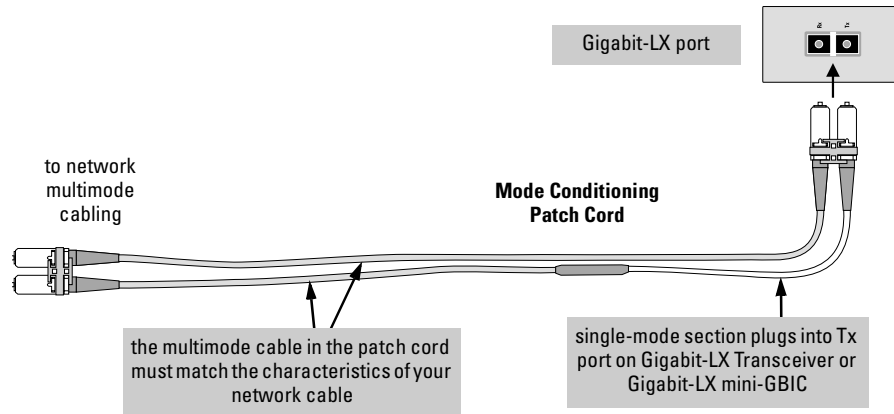 Gigabit-LX port
to network
multimode
cabling
Mode Conditioning
Patch Cord
the multimode cable in the patch cord
must match the characteristics of your
network cable
single-mode section plugs into Tx
port on Gigabit-LX Transceiver or
Gigabit-LX mini-GBIC